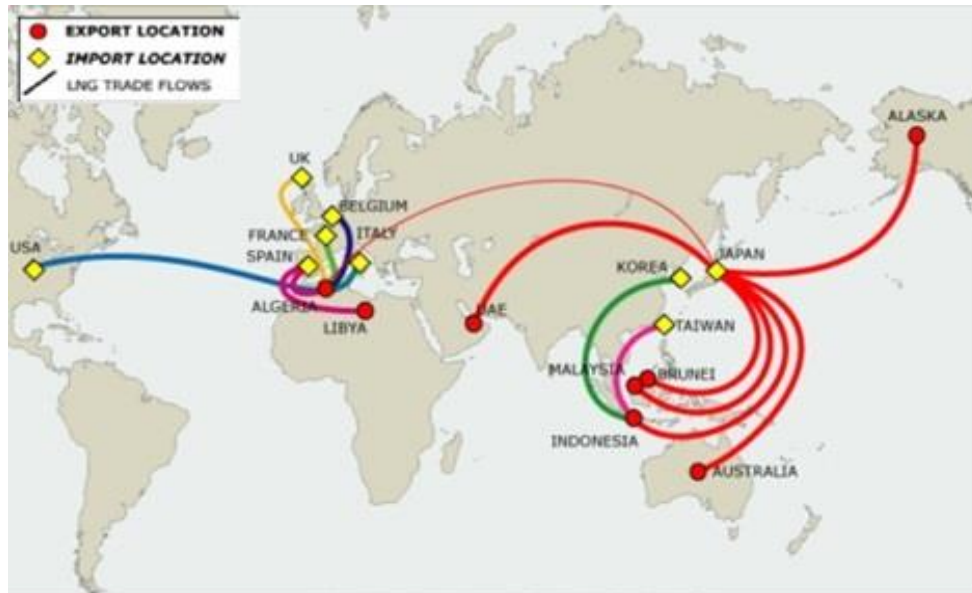 EXPORT LOCATION
IMPORT LOCATION
LNG TRADE FLOWS
ALASKA
UK
BELGIUM
FRANCE
ITALY
USA
SPAIN
KOREA
JAPAN
ALGERIA
UAE
LIBYA
TAIWAN
MALAYSIA
BRUNEI
INDONESIA
AUSTRALIA